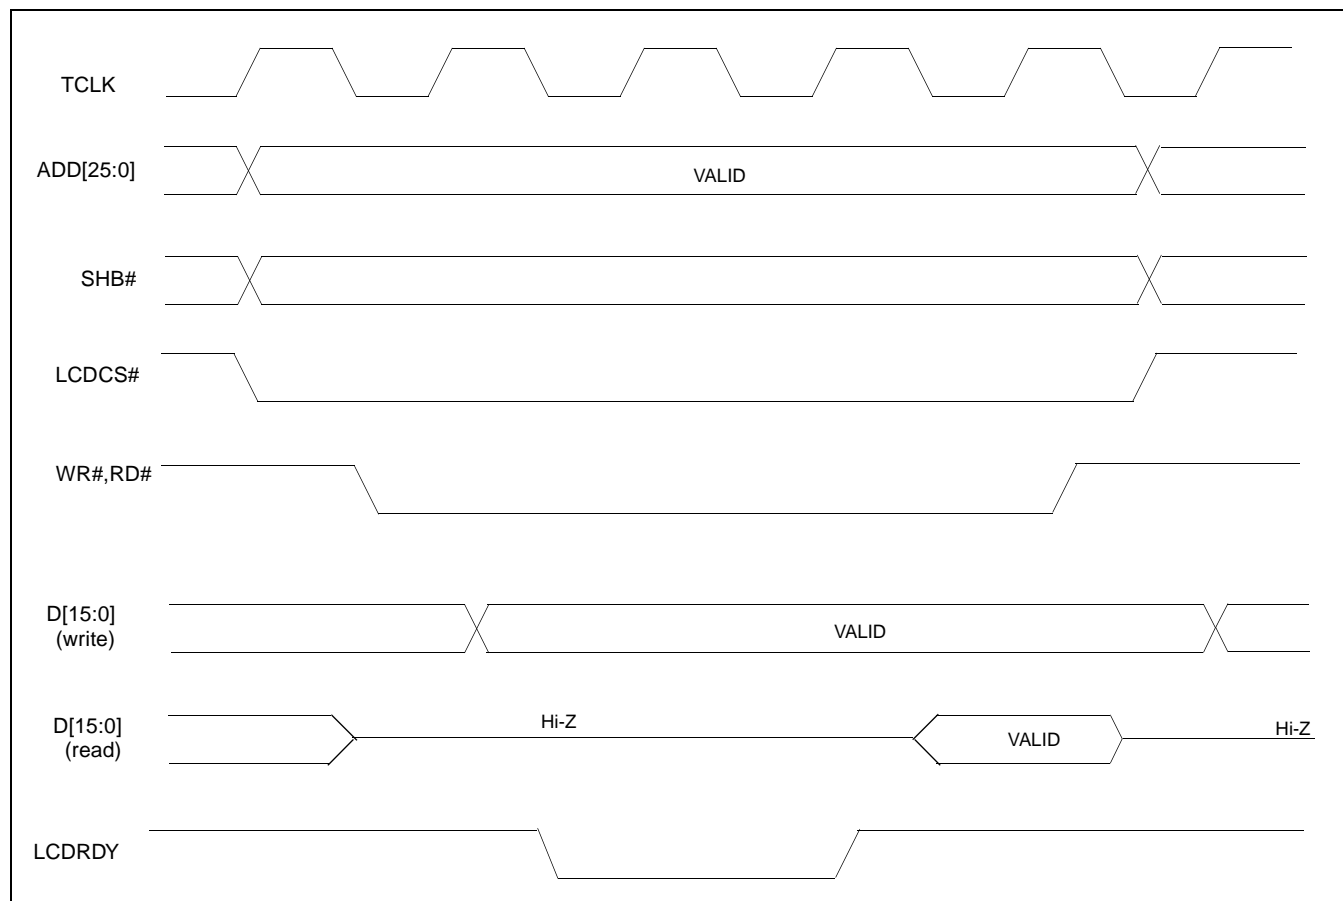 TCLK
ADD[25:0]
VALID
SHB#
LCDCS#
WR#,RD#
D[15:0]
(write)
VALID
D[15:0]
(read)
Hi-Z
VALID
Hi-Z
LCDRDY